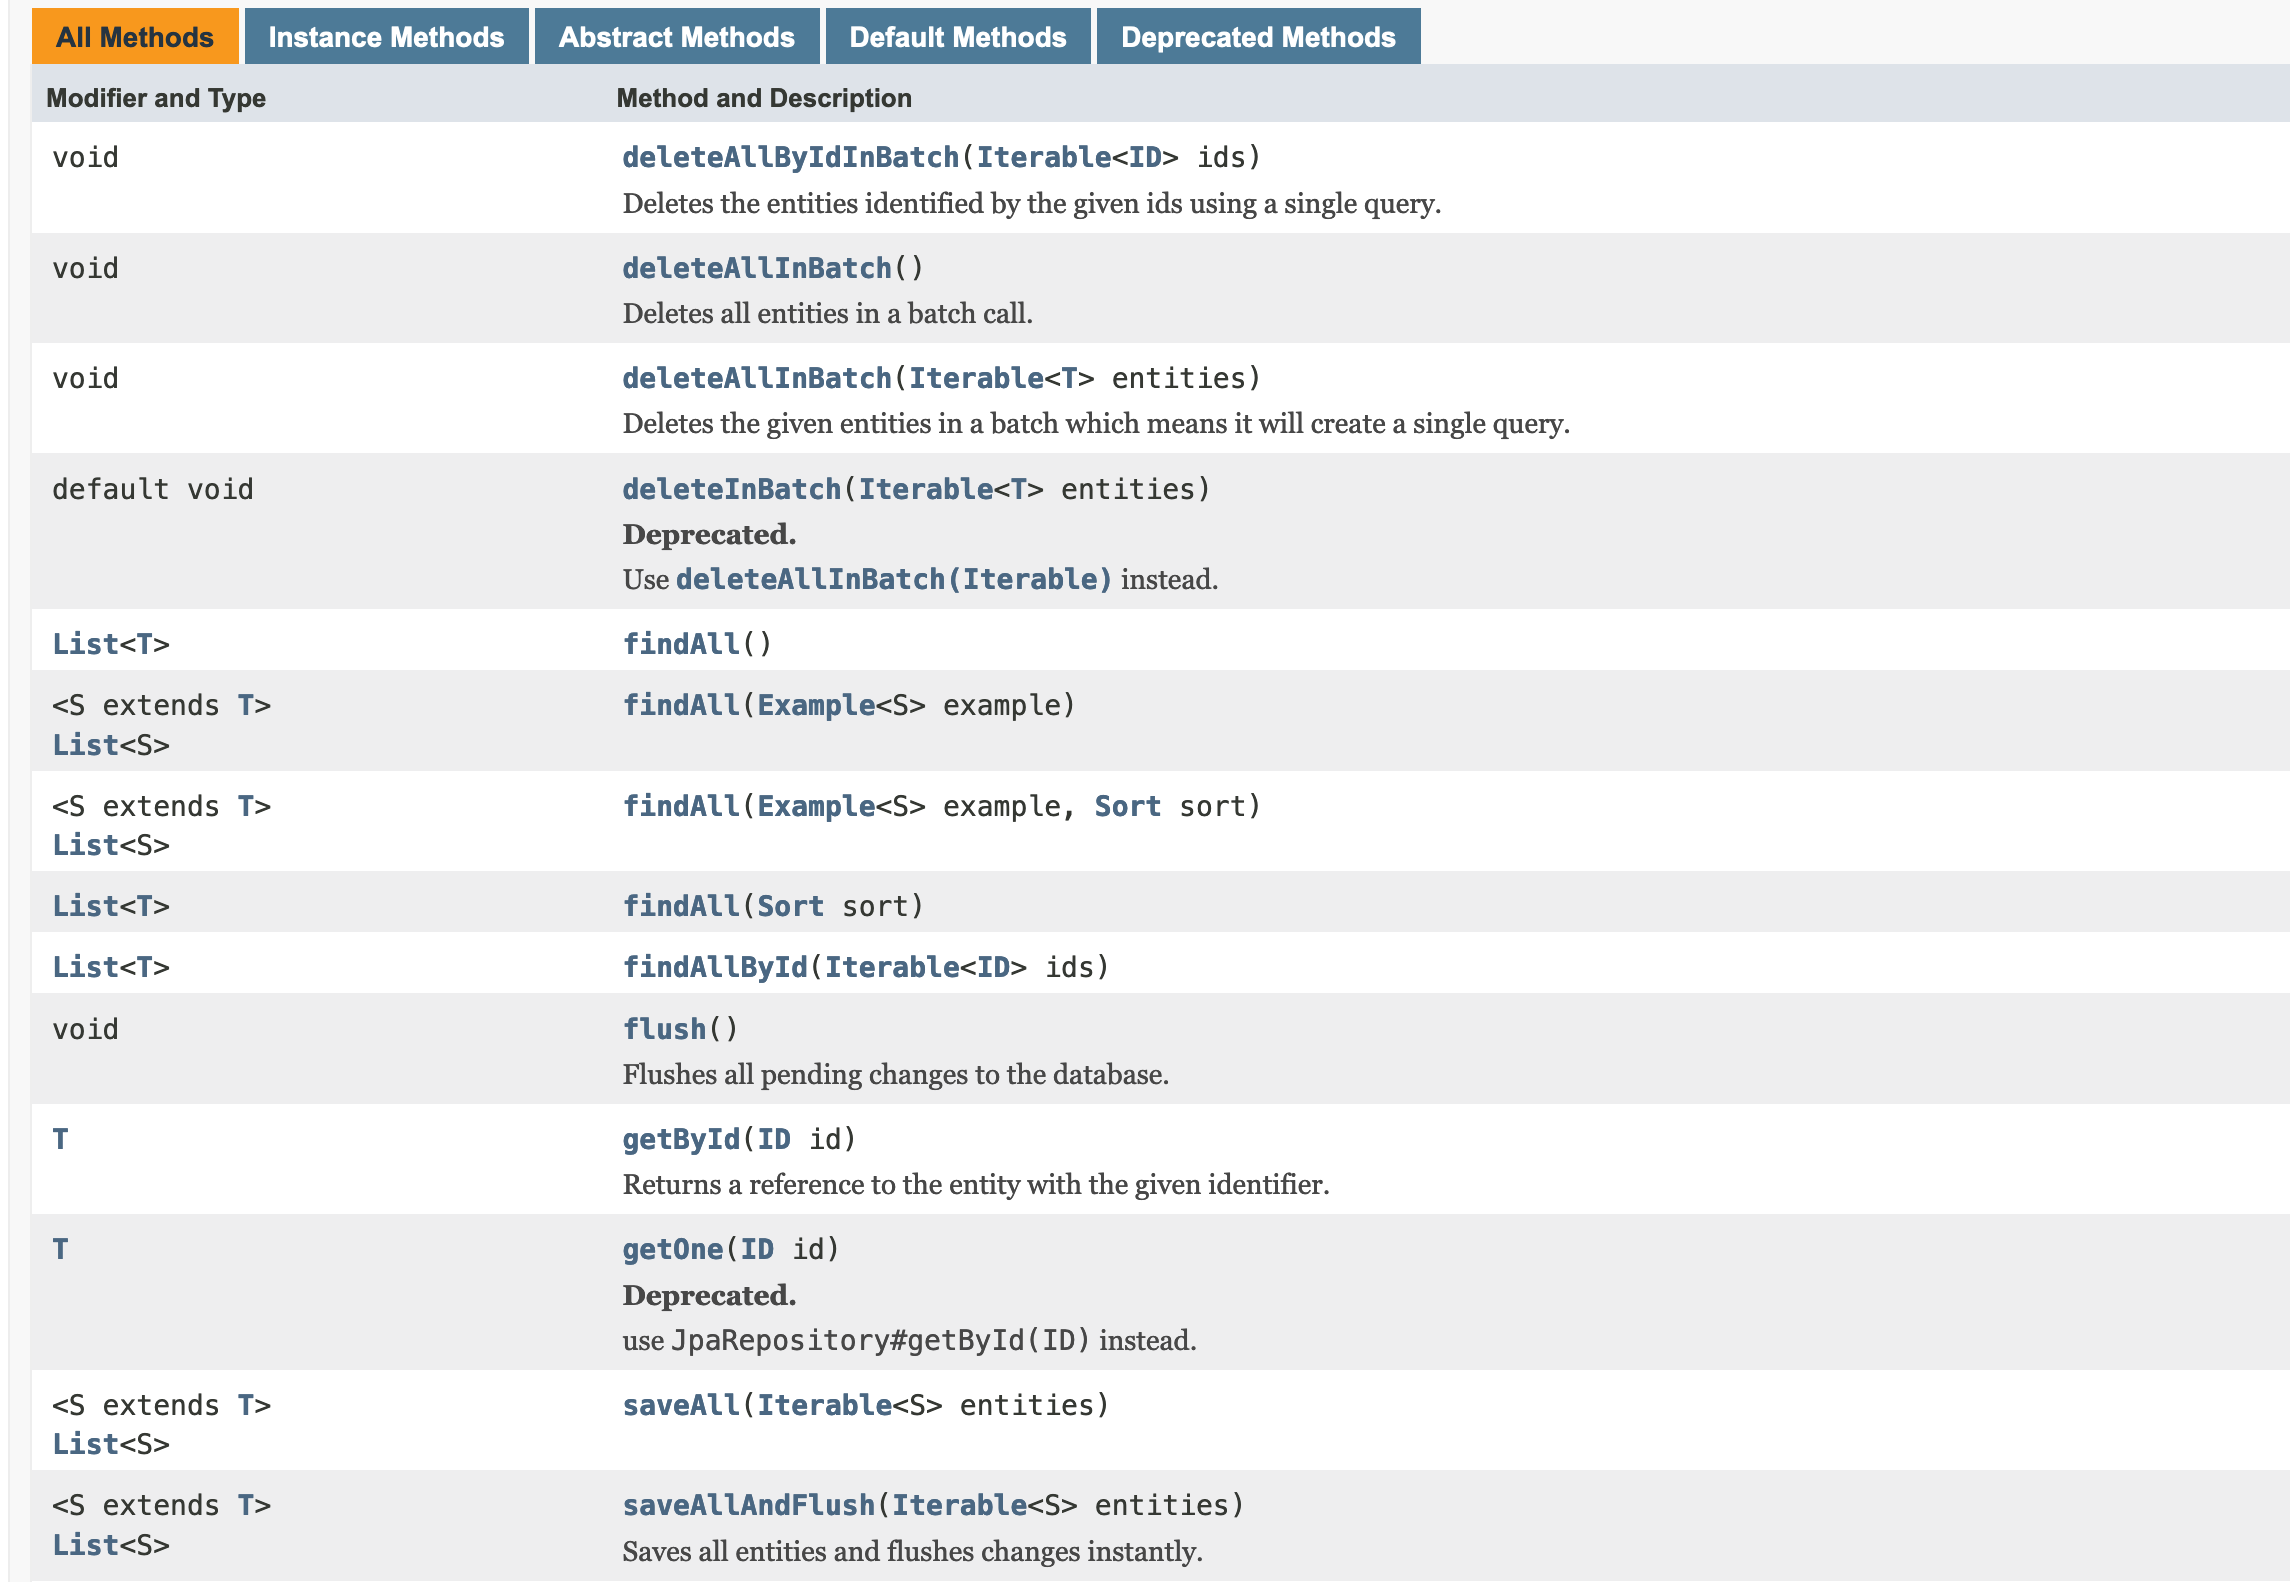 All Methods Instance Methods Abstract Methods Default Methods Deprecated Methods
Modifier and Type Method and Description
void deleteAllByIdInBatch(Iterable<ID> ids)
Deletes the entities identified by the given ids using a single query.
void deleteAllInBatch()
Deletes all entities in a batch call.
void deleteAllInBatch(Iterable<T> entities)
Deletes the given entities in a batch which means it will create a single query.
default void deleteInBatch(Iterable<T> entities)
Deprecated.
Use deleteAllInBatch(Iterable) instead.
List<T> findAll()
<S extends T> findAll(Example<S> example)
List<S>
<S extends T> findAll(Example<S> example, Sort sort)
List<S>
List<T> findAll(Sort sort)
List<T> findAllById(Iterable<ID> ids)
void flush()
Flushes all pending changes to the database.
T getById(ID id)
Returns a reference to the entity with the given identifier.
T getOne(ID id)
Deprecated.
use JpaRepository#getById(ID) instead.
<S extends T> saveAll(Iterable<S> entities)
List<S>
<S extends T> saveAllAndFlush(Iterable<S> entities)
List<S> Saves all entities and flushes changes instantly.